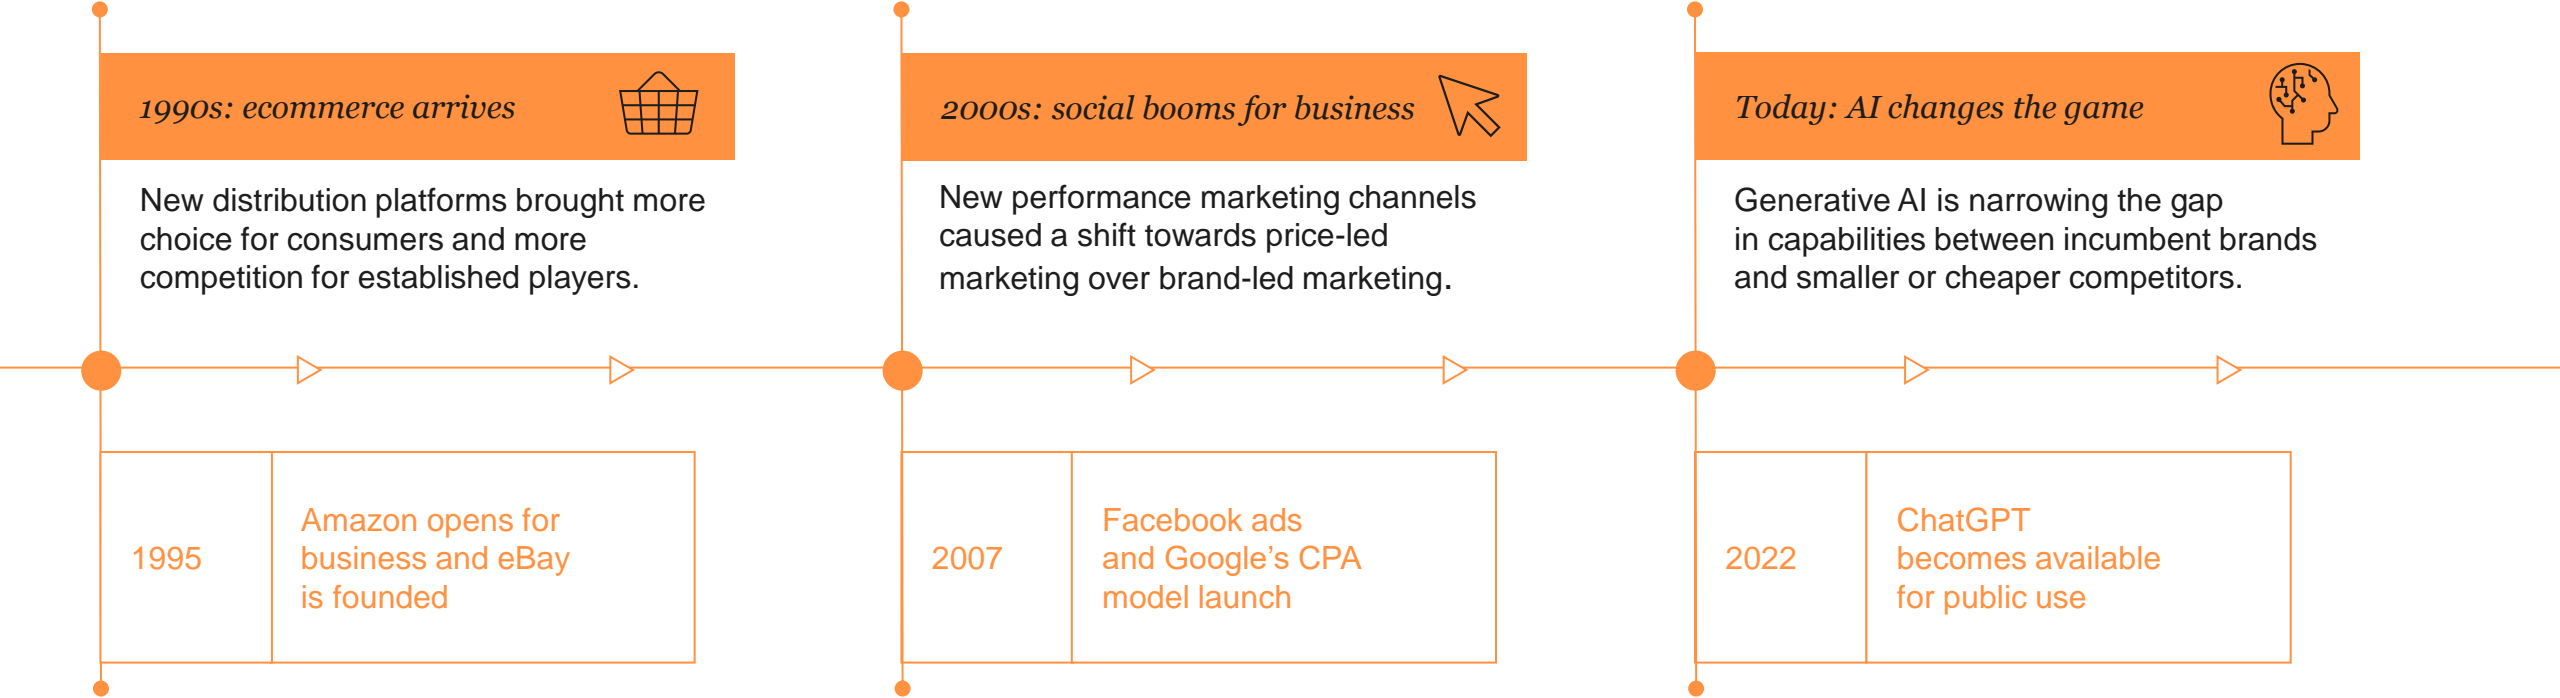 1990s: ecommerce arrives
New distribution platforms brought more
choice for consumers and more
competition for established players.
1995
Amazon opens for
business and eBay
is founded
2000s: social booms for business
New performance marketing channels
caused a shift towards price-led
marketing over brand-led marketing.
2007
Facebook ads
and Google’s CPA
model launch
Today: AI changes the game
Generative AI is narrowing the gap
in capabilities between incumbent brands
and smaller or cheaper competitors.
2022
ChatGPT
becomes available
for public use